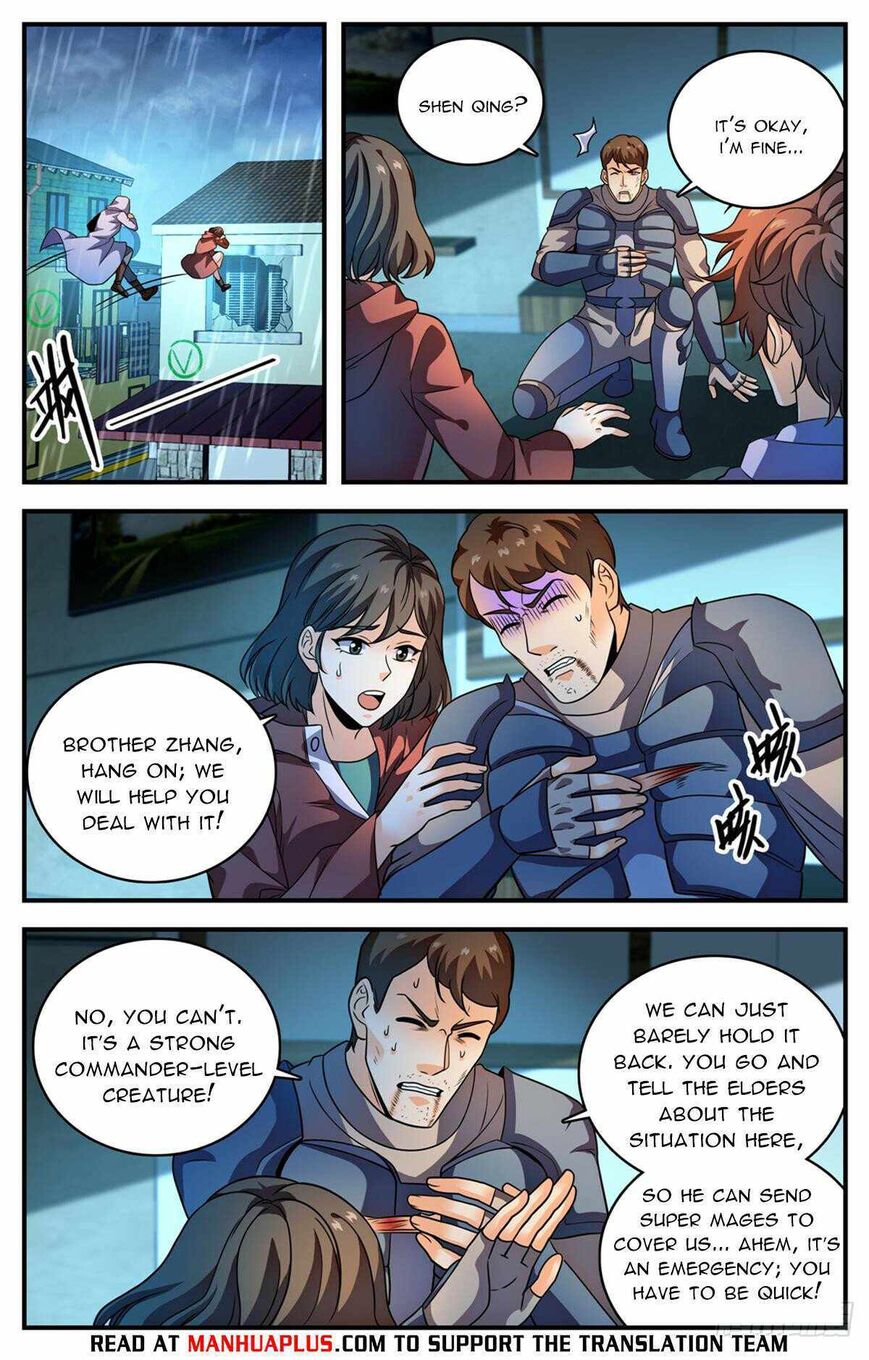 嗖
SHEN QING?
IT'S OKAY,
I'M FINE...
BROTHER ZHANG,
HANG ON; WE
WILL HELP YOU
DEAL WITH IT!
咳
咳
NO, YOU CAN'T.
IT'S A STRONG
COMMANDER-LEVEL
CREATURE!
WE CAN JUST
BARELY HOLD IT
BACK. YOU GO AND
TELL THE ELDERS
ABOUT THE
SITUATION HERE,
SO HE CAN SEND
SUPER MAGES TO
COVER US... AHEM, IT'S
AN EMERGENCY; YOU
HAVE TO BE QUICK!
READ AT MANHUAPLUS.COM TO SUPPORT THE TRANSLATION TEAM